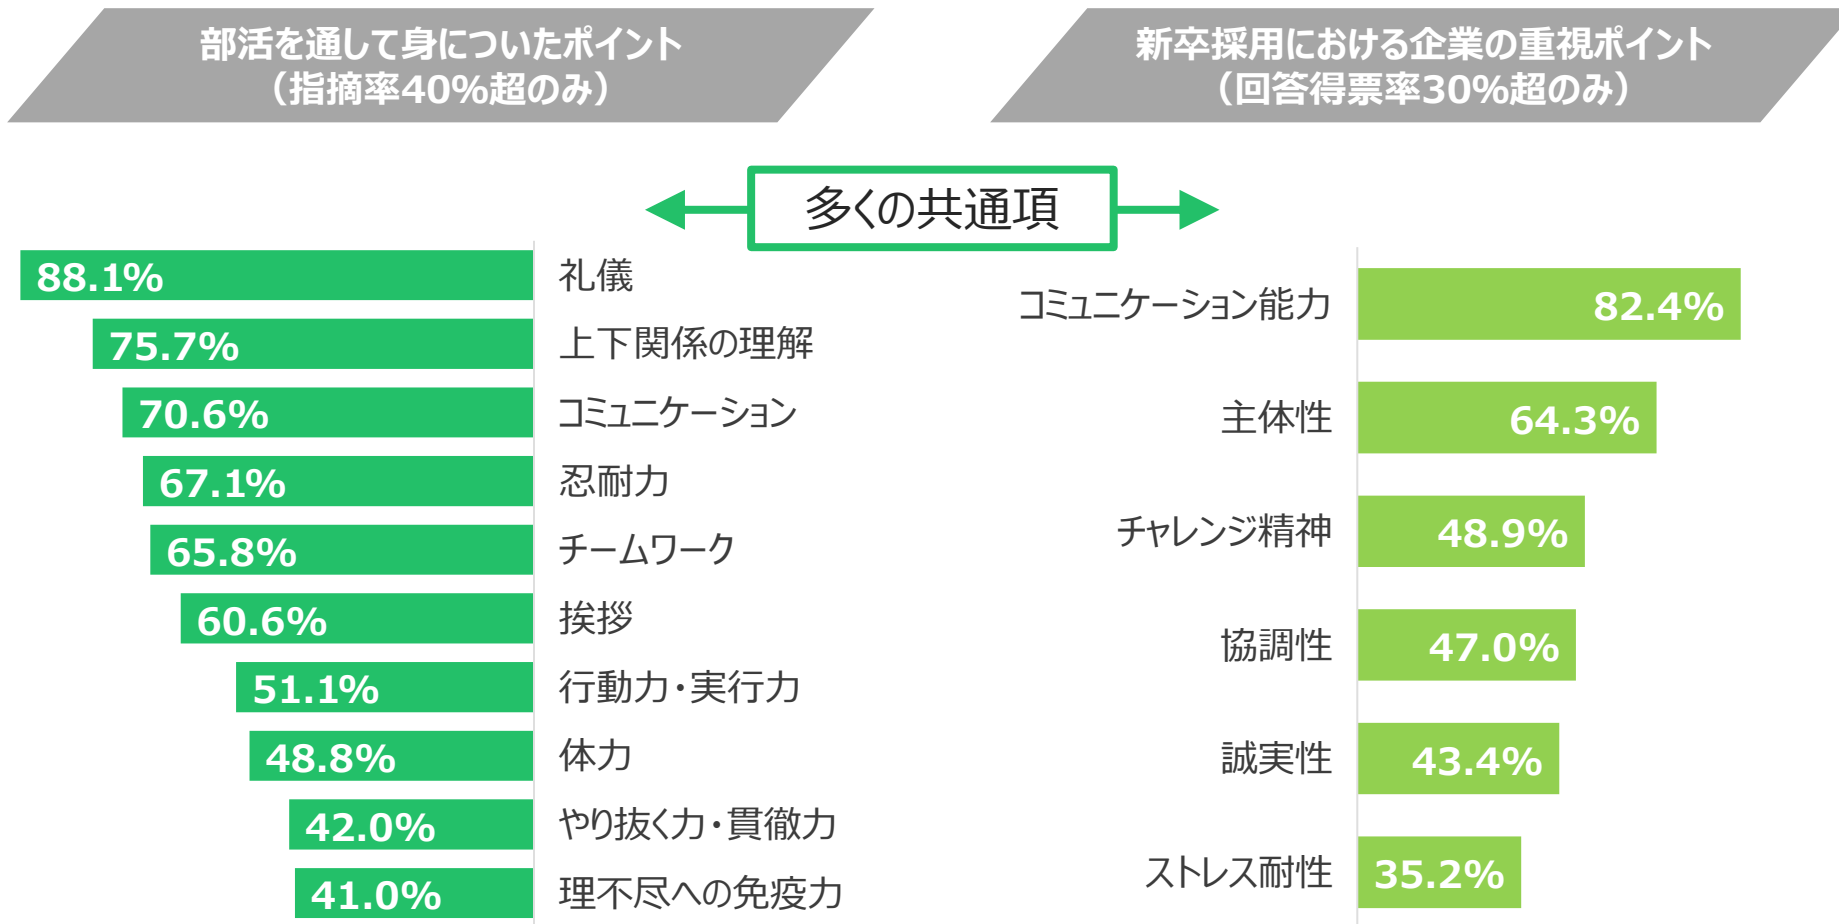 部活を通して身についたポイント
（指摘率40%超のみ）
新卒採用における企業の重視ポイント
（回答得票率30%超のみ）
多くの共通項
88.1% 礼儀
75.7% 上下関係の理解
70.6% コミュニケーション
67.1% 忍耐力
65.8% チームワーク
60.6% 挨拶
51.1% 行動力・実行力
48.8% 体力
42.0% やり抜く力・貫徹力
41.0% 理不尽への免疫力
コミュニケーション能力 82.4%
主体性 64.3%
チャレンジ精神 48.9%
協調性 47.0%
誠実性 43.4%
ストレス耐性 35.2%